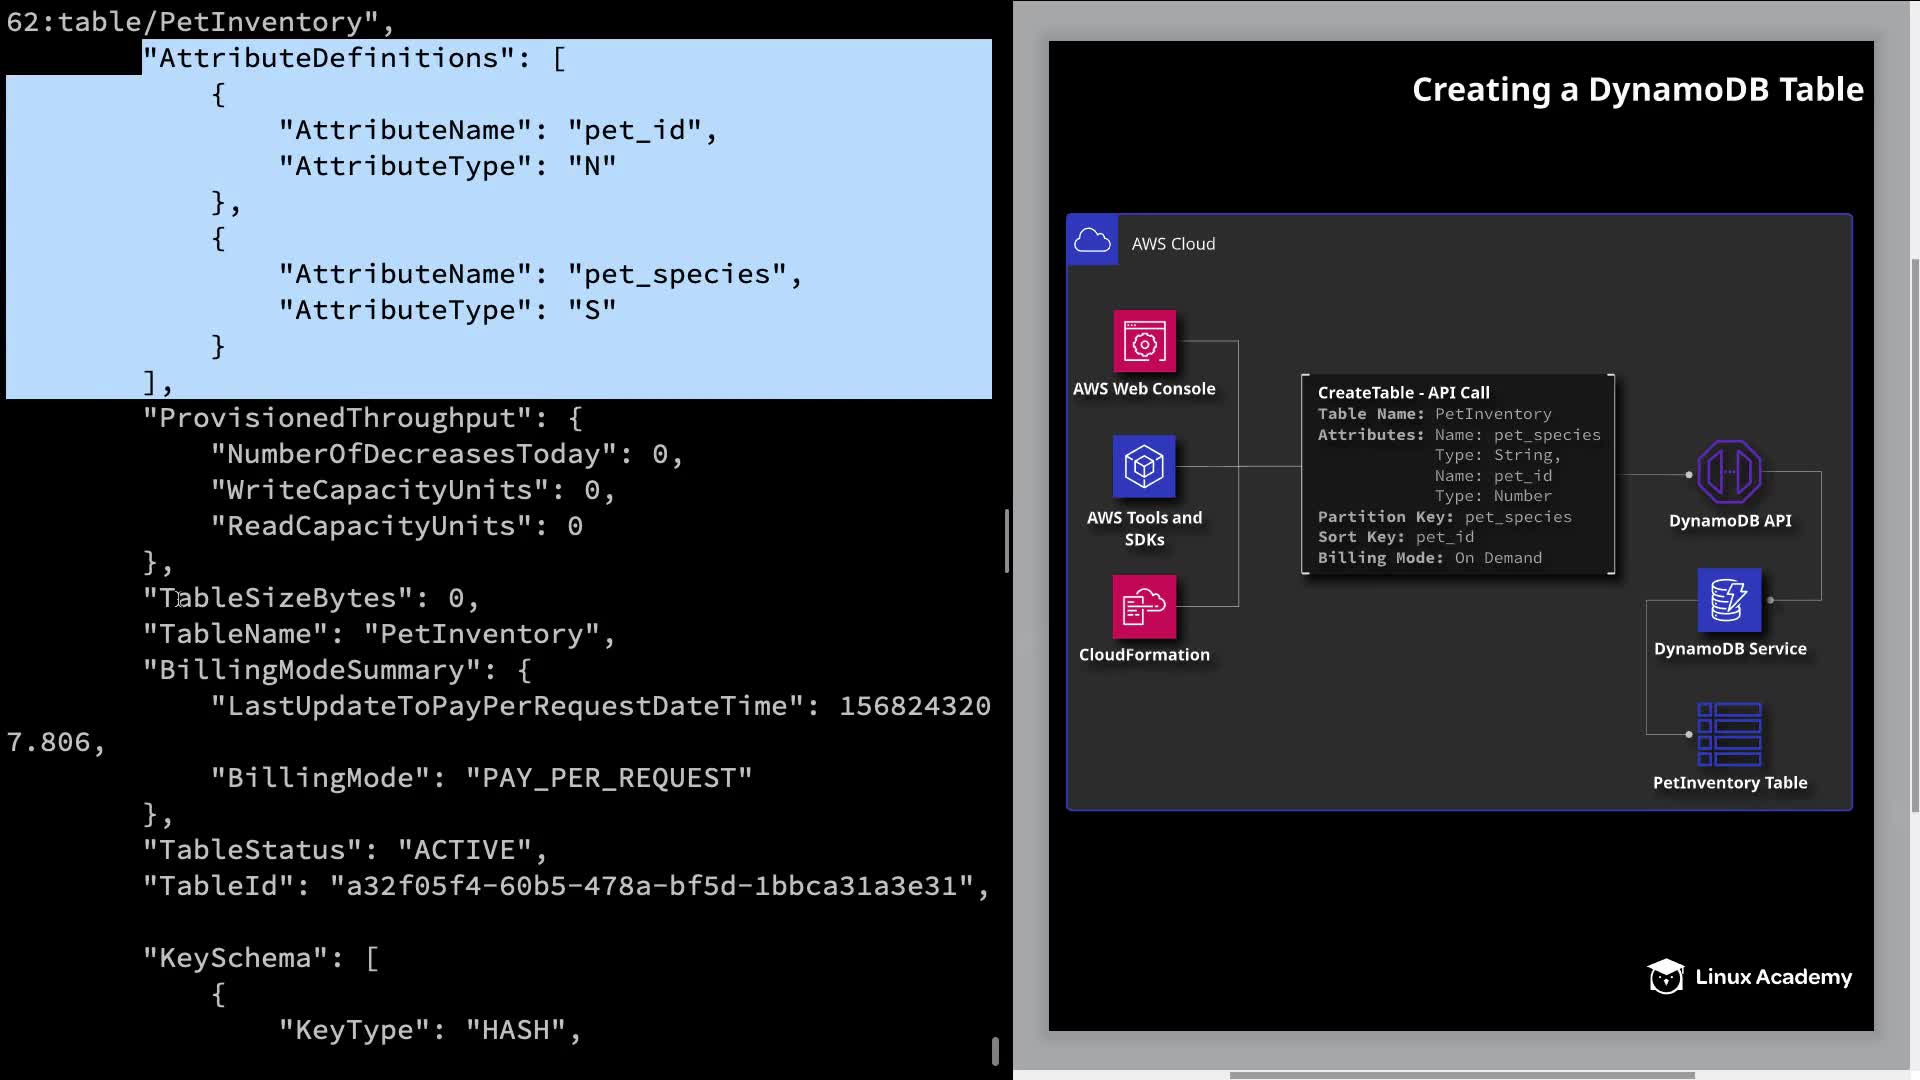 62:table/PetInventory",
"AttributeDefinitions": [
{
"AttributeName": "pet_id",
"AttributeType": "N"
},
{
"AttributeName": "pet_species",
"AttributeType": "S"
}
],
"ProvisionedThroughput": {
"NumberOfDecreasesToday": 0,
"WriteCapacityUnits": 0,
"ReadCapacityUnits": 0
},
"TableSizeBytes": 0,
"TableName": "PetInventory",
"BillingModeSummary": {
"LastUpdateToPayPerRequestDateTime": 156824320
7.806,
"BillingMode": "PAY_PER_REQUEST"
},
"TableStatus": "ACTIVE",
"TableId": "a32f05f4-60b5-478a-bf5d-1bbca31a3e31",
"KeySchema": [
{
"KeyType": "HASH",
Creating a DynamoDB Table
AWS Cloud
AWS Web Console
AWS Tools and
SDKs
CloudFormation
CreateTable - API Call
Table Name: PetInventory
Attributes: Name: pet_species
Type: String,
Name: pet_id
Type: Number
Partition Key: pet_species
Sort Key: pet_id
Billing Mode: On Demand
DynamoDB API
DynamoDB Service
PetInventory Table
Linux Academy